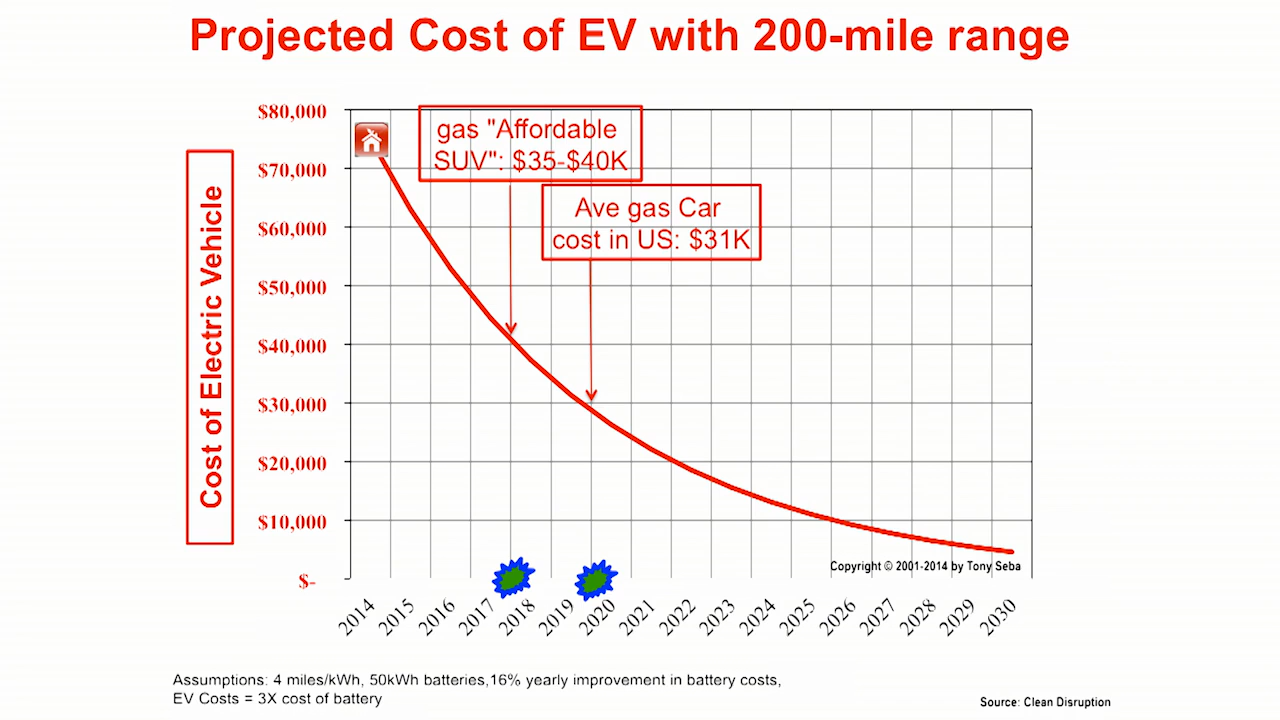 Projected Cost of EV with 200-mile range
$80,000
$70,000
$60,000
$50,000
$40,000
$30,000
$20,000
$10,000
$-
Cost of Electric Vehicle
gas "Affordable
SUV": $35-$40K
Ave gas Car
cost in US: $31K
Copyright © 2001-2014 by Tony Seba
2014 2015 2016 2017 2018 2019 2020 2021 2022 2023 2024 2025 2026 2027 2028 2029 2030
Assumptions: 4 miles/kWh, 50kWh batteries,16% yearly improvement in battery costs,
EV Costs = 3X cost of battery
Source: Clean Disruption